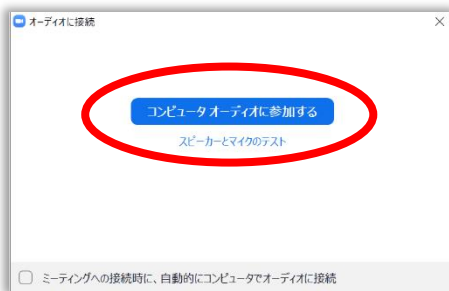 オーディオに接続
コンピュータ オーディオに参加する
スピーカーとマイクのテスト
ミーティングへの接続時に、自動的にコンピュータでオーディオに接続